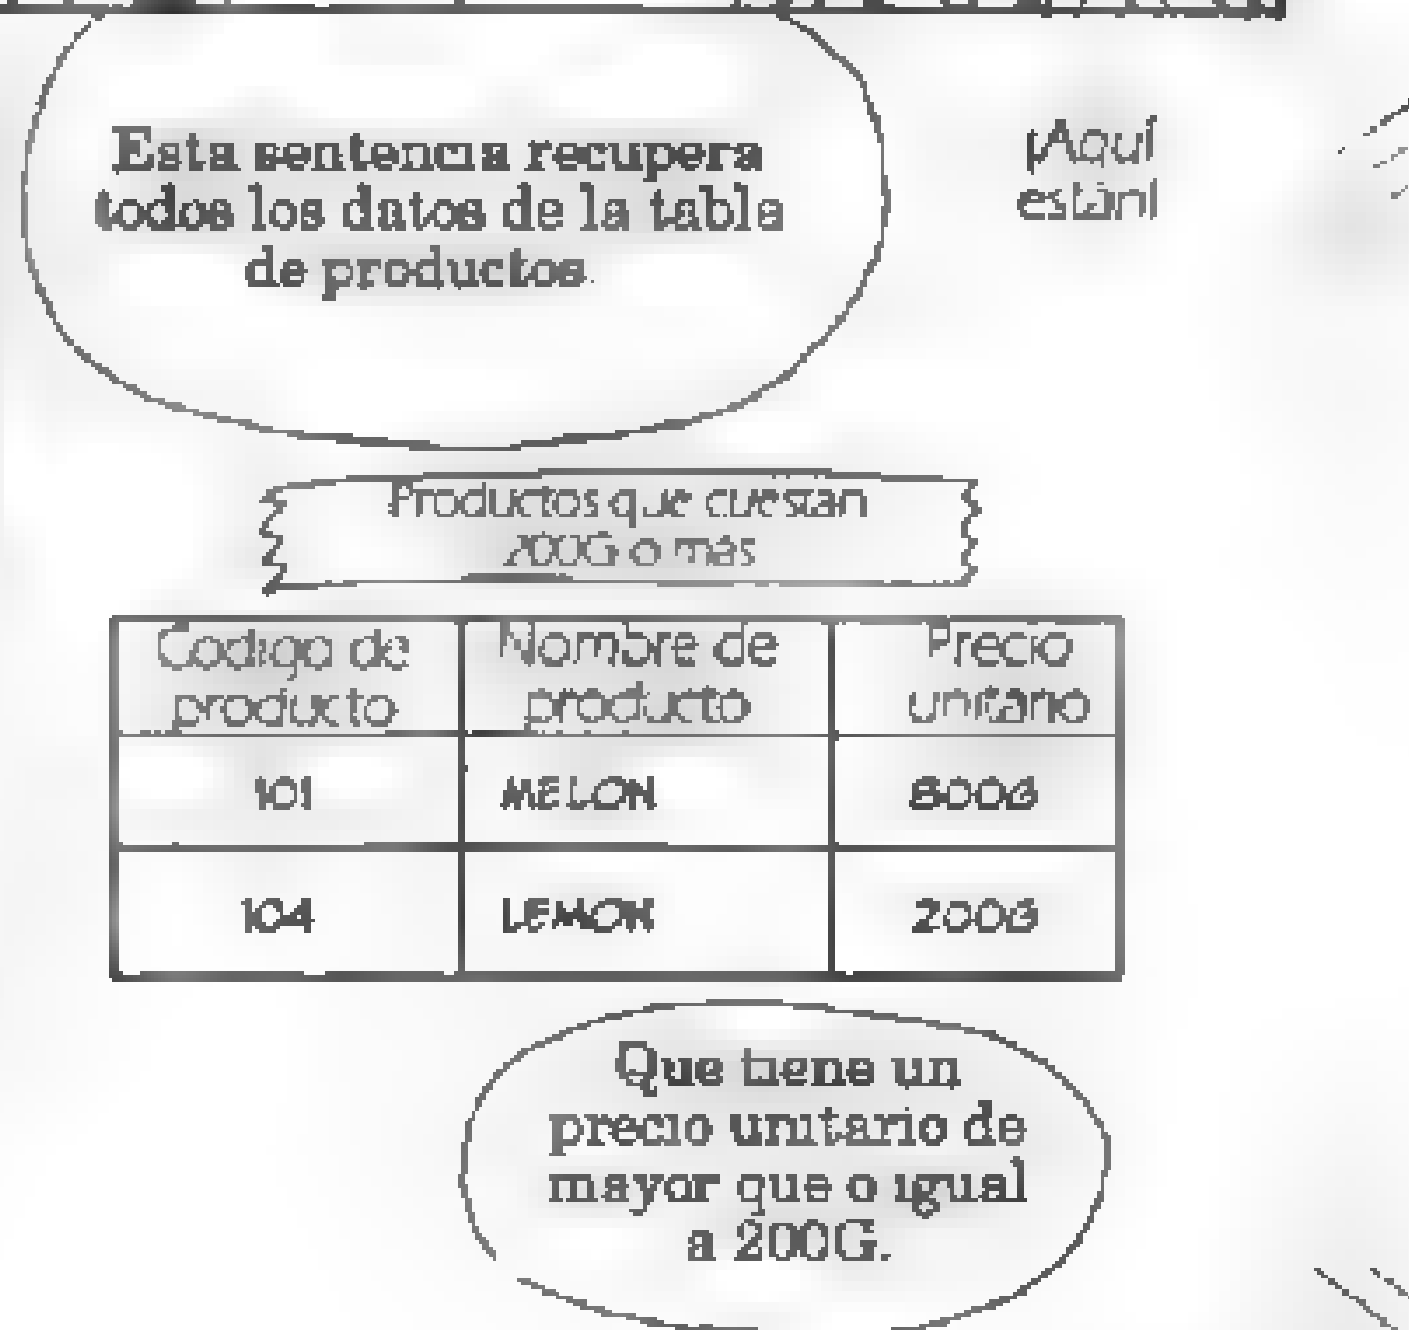 Esta sentencia recupera
todos los datos de la tabla
de productos.
¡Aquí
están!
Productos que cuestan
200G o más
Código de
producto
Nombre de
producto
Precio
unitario
101
MELON
800G
104
LEMON
200G
Que tiene un
precio unitario de
mayor que o igual
a 200G.